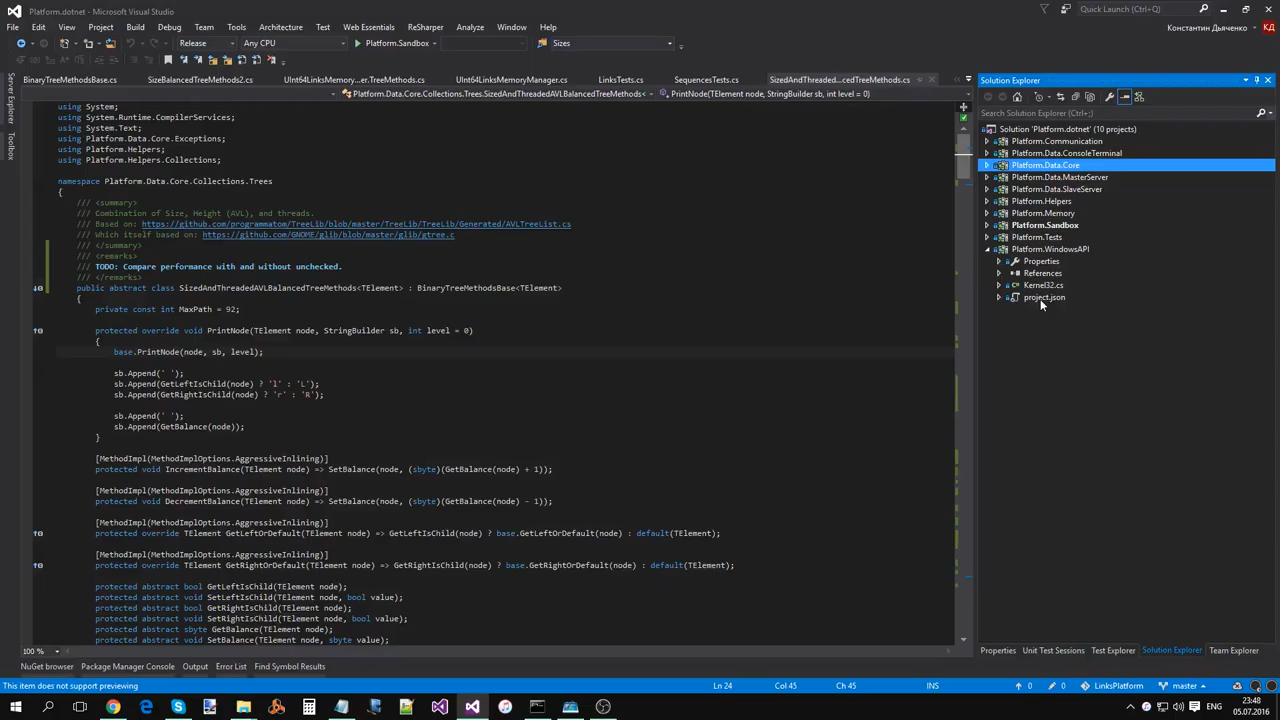 Platform.dotnet - Microsoft Visual Studio
Quick Launch (Ctrl+Q)
File Edit View Project Build Debug Team Tools Architecture Test Web Essentials ReSharper Analyze Window Help
Константин Дьяченко КД
Release Any CPU Platform.Sandbox Sizes
BinaryTreeMethodsBase.cs SizeBalancedTreeMethods2.cs UInt64LinksMemory...er.TreeMethods.cs UInt64LinksMemoryManager.cs LinksTests.cs SequencesTests.cs SizedAndThreaded...cedTreeMethods.cs
Platform.Data.Core.Collections.Trees.SizedAndThreadedAVLBalancedTreeMethods< PrintNode(TElement node, StringBuilder sb, int level = 0)
Server Explorer
Toolbox
using System;
using System.Runtime.CompilerServices;
using System.Text;
using Platform.Data.Core.Exceptions;
using Platform.Helpers;
using Platform.Helpers.Collections;
namespace Platform.Data.Core.Collections.Trees
{
/// <summary>
/// Combination of Size, Height (AVL), and threads.
/// Based on: https://github.com/programmatom/TreeLib/blob/master/TreeLib/TreeLib/Generated/AVLTreeList.cs
/// Which itself based on: https://github.com/GNOME/glib/blob/master/glib/gtree.c
/// </summary>
/// <remarks>
/// TODO: Compare performance with and without unchecked.
/// </remarks>
public abstract class SizedAndThreadedAVLBalancedTreeMethods<TElement> : BinaryTreeMethodsBase<TElement>
{
private const int MaxPath = 92;
protected override void PrintNode(TElement node, StringBuilder sb, int level = 0)
{
base.PrintNode(node, sb, level);
sb.Append(' ');
sb.Append(GetLeftIsChild(node) ? 'l' : 'L');
sb.Append(GetRightIsChild(node) ? 'r' : 'R');
sb.Append(' ');
sb.Append(GetBalance(node));
}
[MethodImpl(MethodImplOptions.AggressiveInlining)]
protected void IncrementBalance(TElement node) => SetBalance(node, (sbyte)(GetBalance(node) + 1));
[MethodImpl(MethodImplOptions.AggressiveInlining)]
protected void DecrementBalance(TElement node) => SetBalance(node, (sbyte)(GetBalance(node) - 1));
[MethodImpl(MethodImplOptions.AggressiveInlining)]
protected override TElement GetLeftOrDefault(TElement node) => GetLeftIsChild(node) ? base.GetLeftOrDefault(node) : default(TElement);
[MethodImpl(MethodImplOptions.AggressiveInlining)]
protected override TElement GetRightOrDefault(TElement node) => GetRightIsChild(node) ? base.GetRightOrDefault(node) : default(TElement);
protected abstract bool GetLeftIsChild(TElement node);
protected abstract void SetLeftIsChild(TElement node, bool value);
protected abstract bool GetRightIsChild(TElement node);
protected abstract void SetRightIsChild(TElement node, bool value);
protected abstract sbyte GetBalance(TElement node);
protected abstract void SetBalance(TElement node, sbyte value);
100 %
Solution Explorer
Search Solution Explorer (Ctrl+;)
Solution 'Platform.dotnet' (10 projects)
Platform.Communication
Platform.Data.ConsoleTerminal
Platform.Data.Core
Platform.Data.MasterServer
Platform.Data.SlaveServer
Platform.Helpers
Platform.Memory
Platform.Sandbox
Platform.Tests
Platform.WindowsAPI
Properties
References
Kernel32.cs
project.json
Properties Unit Test Sessions Test Explorer Solution Explorer Team Explorer
NuGet browser Package Manager Console Output Error List Find Symbol Results
This item does not support previewing Ln 24 Col 45 Ch 45 INS 0 0 LinksPlatform master
ENG 23:48
05.07.2016